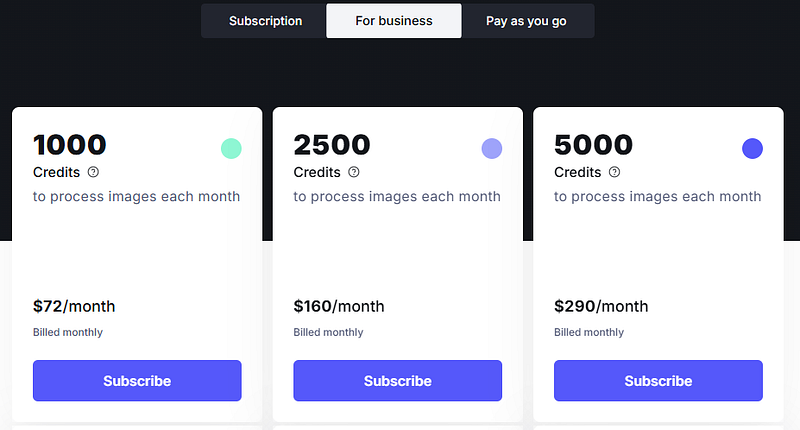 Subscription
For business
Pay as you go
1000
Credits ?
to process images each month
$72/month
Billed monthly
Subscribe
2500
Credits ?
to process images each month
$160/month
Billed monthly
Subscribe
5000
Credits ?
to process images each month
$290/month
Billed monthly
Subscribe